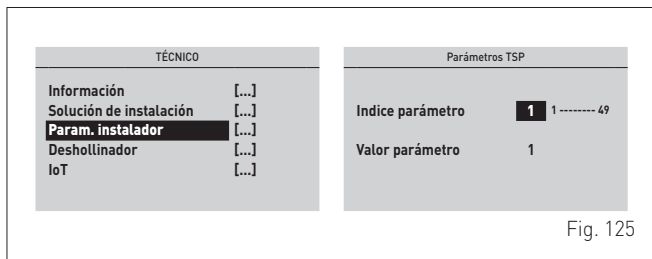 TÉCNICO
Información [...]
Solución de instalación [...]
Param. instalador [...]
Deshollinador [...]
IoT [...]
Parámetros TSP
Indice parámetro 1 1 -------- 49
Valor parámetro 1
Fig. 125